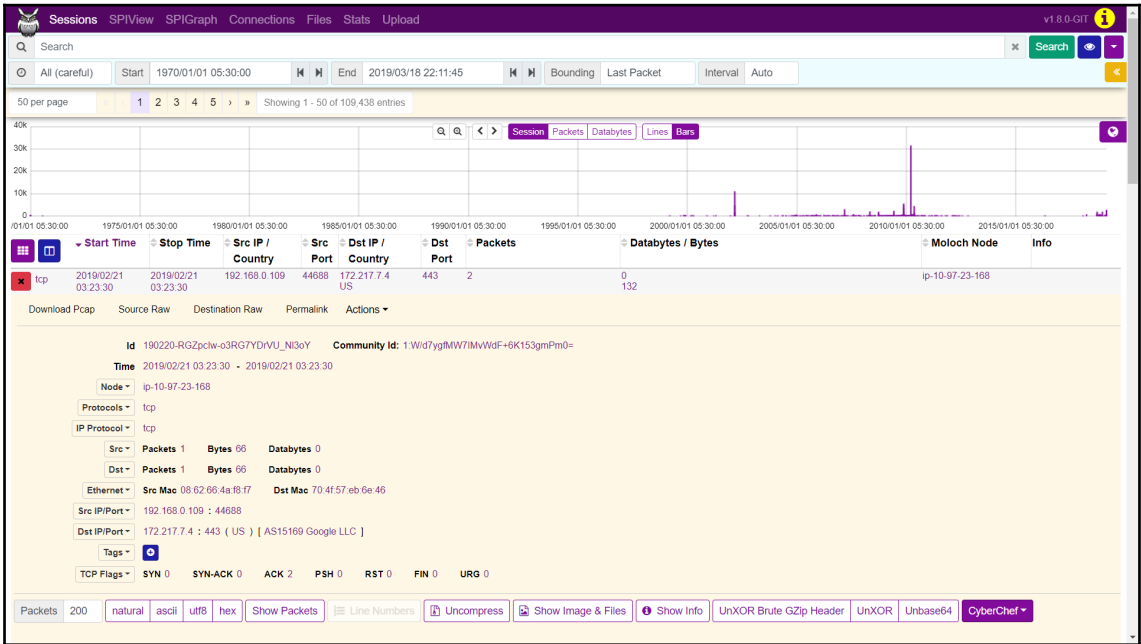 Sessions SPIView SPIGraph Connections Files Stats Upload v1.8.0-GIT i
Search Search
All (careful) Start 1970/01/01 05:30:00 End 2019/03/18 22:11:45 Bounding Last Packet Interval Auto
50 per page « ‹ 1 2 3 4 5 › » Showing 1 - 50 of 109,438 entries
40k Session Packets Databytes Lines Bars
30k
20k
10k
0
/01/01 05:30:00 1975/01/01 05:30:00 1980/01/01 05:30:00 1985/01/01 05:30:00 1990/01/01 05:30:00 1995/01/01 05:30:00 2000/01/01 05:30:00 2005/01/01 05:30:00 2010/01/01 05:30:00 2015/01/01 05:30:00
Start Time Stop Time Src IP / Src Dst IP / Dst Packets Databytes / Bytes Moloch Node Info
Country Port Country Port
tcp 2019/02/21 2019/02/21 192.168.0.109 44688 172.217.7.4 443 2 0 ip-10-97-23-168
03:23:30 03:23:30 US 132
Download Pcap Source Raw Destination Raw Permalink Actions
Id 190220-RGZpclw-o3RG7YDrVU_Nl3oY Community Id: 1:W/d7ygfMW7lMvWdF+6K153gmPm0=
Time 2019/02/21 03:23:30 - 2019/02/21 03:23:30
Node ip-10-97-23-168
Protocols tcp
IP Protocol tcp
Src Packets 1 Bytes 66 Databytes 0
Dst Packets 1 Bytes 66 Databytes 0
Ethernet Src Mac 08:62:66:4a:f8:f7 Dst Mac 70:4f:57:eb:6e:46
Src IP/Port 192.168.0.109 : 44688
Dst IP/Port 172.217.7.4 : 443 ( US ) [ AS15169 Google LLC ]
Tags
TCP Flags SYN 0 SYN-ACK 0 ACK 2 PSH 0 RST 0 FIN 0 URG 0
Packets 200 natural ascii utf8 hex Show Packets Line Numbers Uncompress Show Image & Files Show Info UnXOR Brute GZip Header UnXOR Unbase64 CyberChef